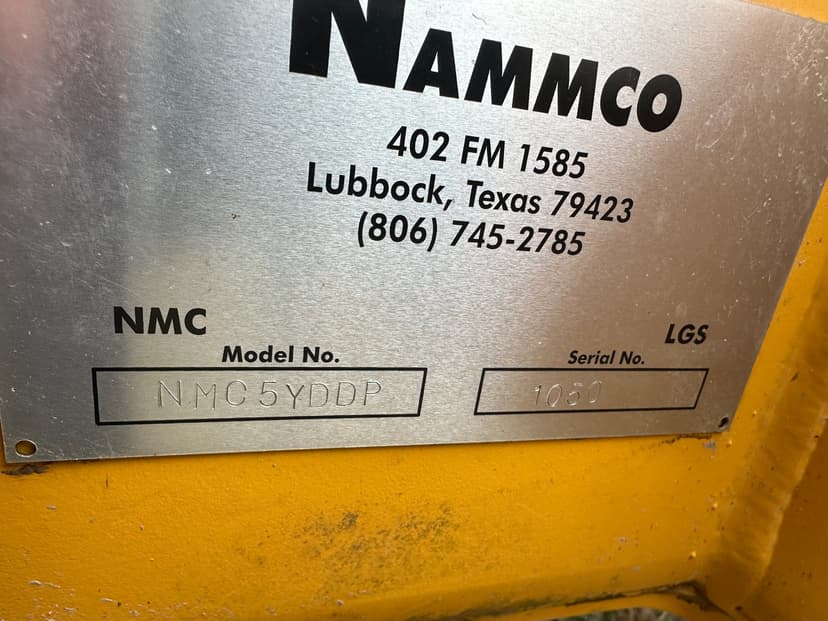 NAMMCO
402 FM 1585
Lubbock, Texas 79423
(806) 745-2785
NMC LGS
Model No. Serial No.
NMC5YDDP 1050